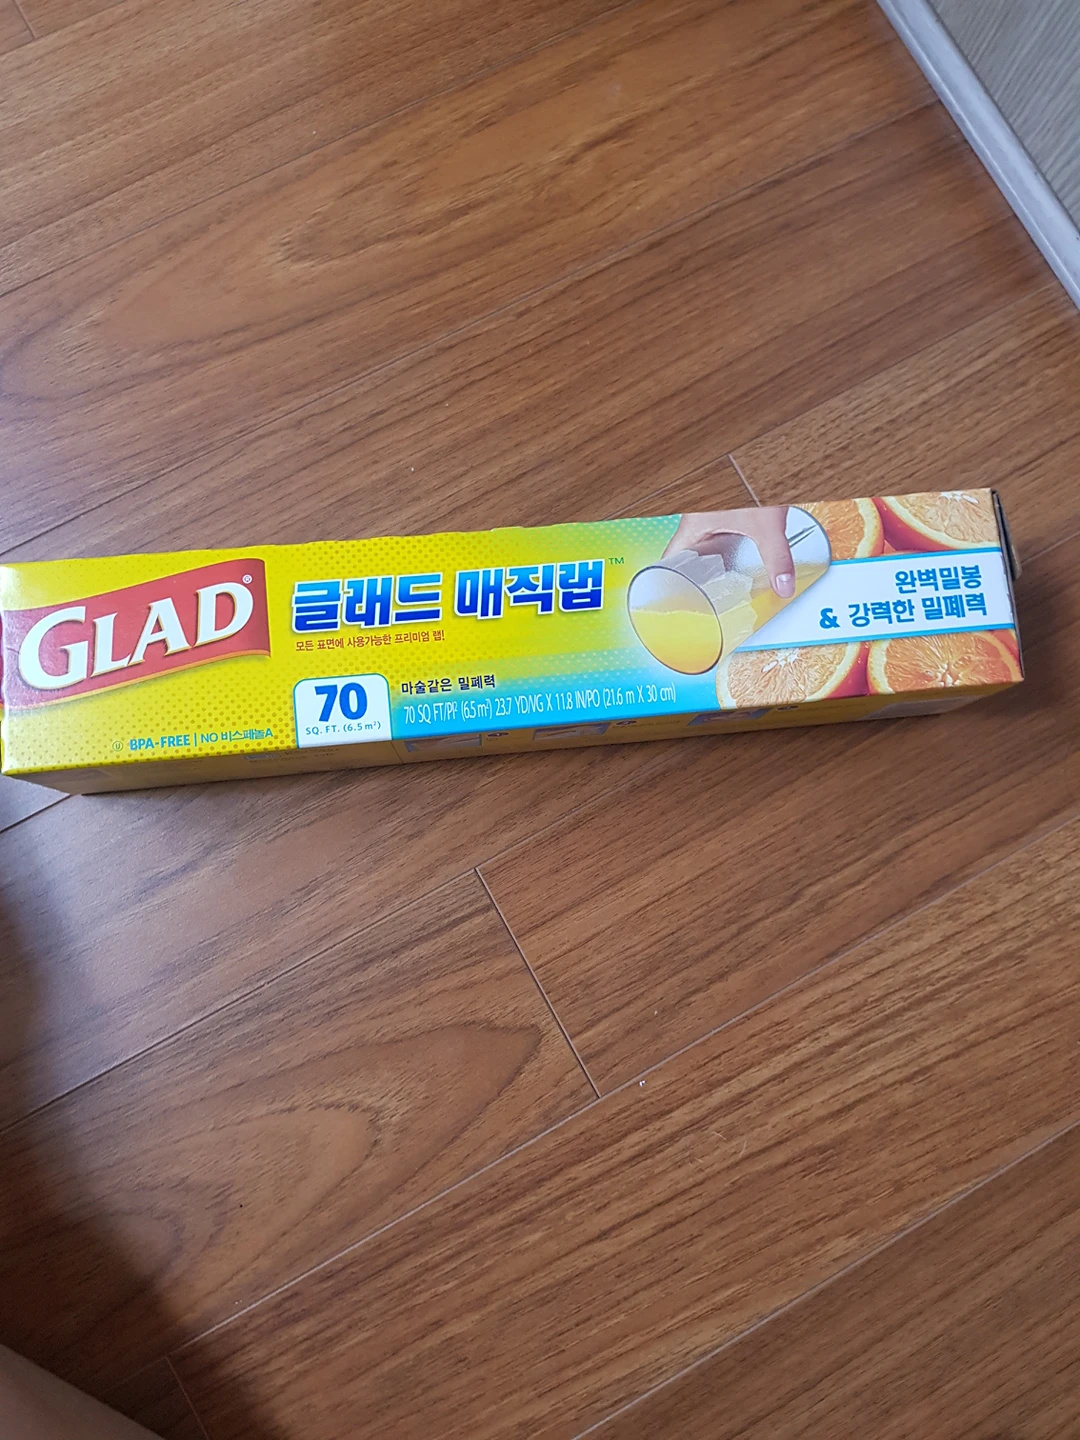 GLAD®
글래드 매직랩™
모든 표면에 사용가능한 프리미엄 랩!
완벽밀봉
& 강력한 밀폐력
70
SQ. FT. (6.5m²)
마술같은 밀폐력
70 SQ FT/PI² (6.5 m²) 23.7 YD/VG X 11.8 IN/PO (21.6 m X 30 cm)
Ⓤ BPA-FREE | NO 비스페놀A